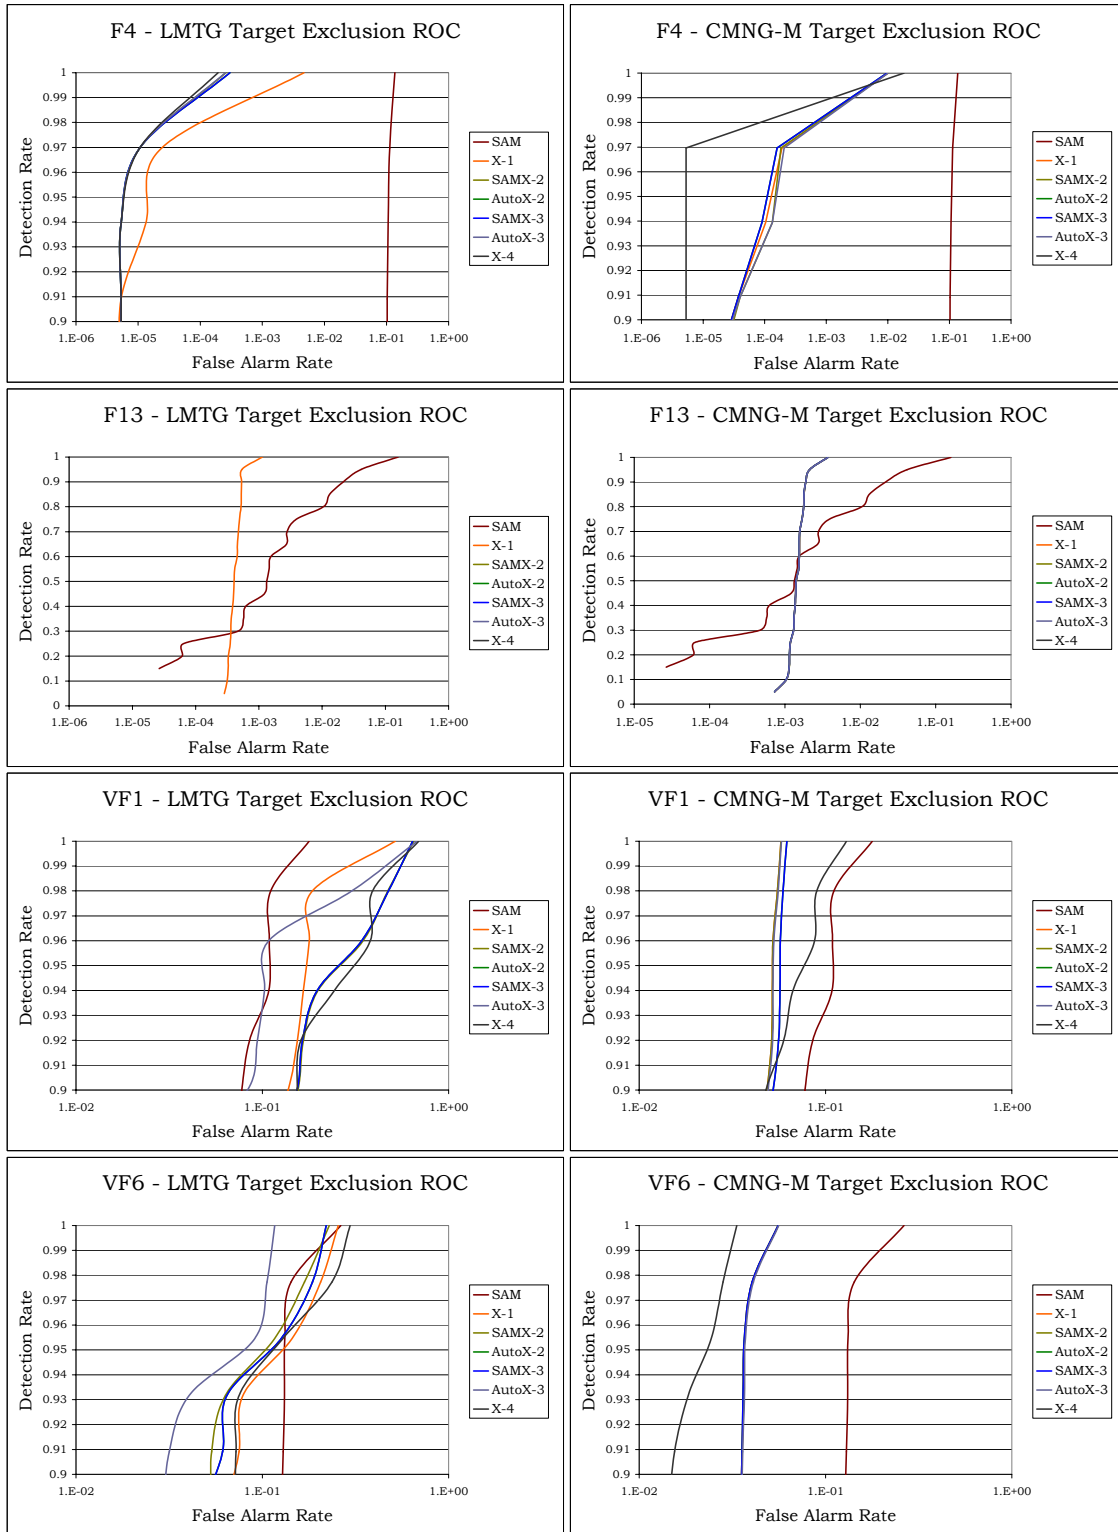 F4 - LMTG Target Exclusion ROC
Detection Rate
1
0.99
0.98
0.97
0.96
0.95
0.94
0.93
0.92
0.91
0.9
1.E-06 1.E-05 1.E-04 1.E-03 1.E-02 1.E-01 1.E+00
False Alarm Rate
SAM
X-1
SAMX-2
AutoX-2
SAMX-3
AutoX-3
X-4
F4 - CMNG-M Target Exclusion ROC
Detection Rate
1
0.99
0.98
0.97
0.96
0.95
0.94
0.93
0.92
0.91
0.9
1.E-06 1.E-05 1.E-04 1.E-03 1.E-02 1.E-01 1.E+00
False Alarm Rate
SAM
X-1
SAMX-2
AutoX-2
SAMX-3
AutoX-3
X-4
F13 - LMTG Target Exclusion ROC
Detection Rate
1
0.9
0.8
0.7
0.6
0.5
0.4
0.3
0.2
0.1
0
1.E-06 1.E-05 1.E-04 1.E-03 1.E-02 1.E-01 1.E+00
False Alarm Rate
SAM
X-1
SAMX-2
AutoX-2
SAMX-3
AutoX-3
X-4
F13 - CMNG-M Target Exclusion ROC
Detection Rate
1
0.9
0.8
0.7
0.6
0.5
0.4
0.3
0.2
0.1
0
1.E-05 1.E-04 1.E-03 1.E-02 1.E-01 1.E+00
False Alarm Rate
SAM
X-1
SAMX-2
AutoX-2
SAMX-3
AutoX-3
X-4
VF1 - LMTG Target Exclusion ROC
Detection Rate
1
0.99
0.98
0.97
0.96
0.95
0.94
0.93
0.92
0.91
0.9
1.E-02 1.E-01 1.E+00
False Alarm Rate
SAM
X-1
SAMX-2
AutoX-2
SAMX-3
AutoX-3
X-4
VF1 - CMNG-M Target Exclusion ROC
Detection Rate
1
0.99
0.98
0.97
0.96
0.95
0.94
0.93
0.92
0.91
0.9
1.E-02 1.E-01 1.E+00
False Alarm Rate
SAM
X-1
SAMX-2
AutoX-2
SAMX-3
AutoX-3
X-4
VF6 - LMTG Target Exclusion ROC
Detection Rate
1
0.99
0.98
0.97
0.96
0.95
0.94
0.93
0.92
0.91
0.9
1.E-02 1.E-01 1.E+00
False Alarm Rate
SAM
X-1
SAMX-2
AutoX-2
SAMX-3
AutoX-3
X-4
VF6 - CMNG-M Target Exclusion ROC
Detection Rate
1
0.99
0.98
0.97
0.96
0.95
0.94
0.93
0.92
0.91
0.9
1.E-02 1.E-01 1.E+00
False Alarm Rate
SAM
X-1
SAMX-2
AutoX-2
SAMX-3
AutoX-3
X-4